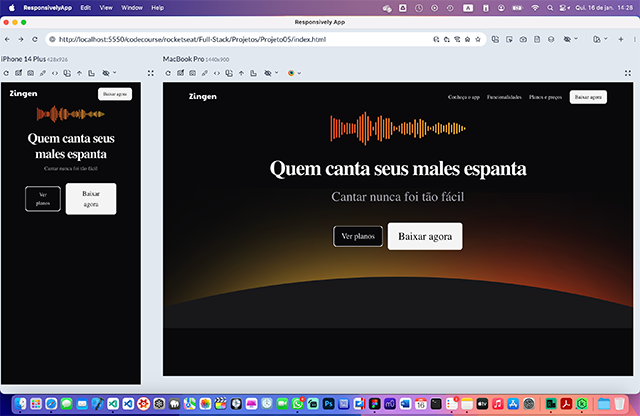 ResponsivelyApp Edit View Window Help
Qui. 16 de jan. 14:28
Responsively App
http://localhost:5550/codecourse/rocketseat/Full-Stack/Projetos/Projeto05/index.html
iPhone 14 Plus 428x926
MacBook Pro 1440x900
Zingen
Baixar agora
Quem canta seus
males espanta
Cantar nunca foi tão fácil
Ver
planos
Baixar
agora
Zingen
Conheça o app
Funcionalidades
Planos e preços
Baixar agora
Quem canta seus males espanta
Cantar nunca foi tão fácil
Ver planos
Baixar agora